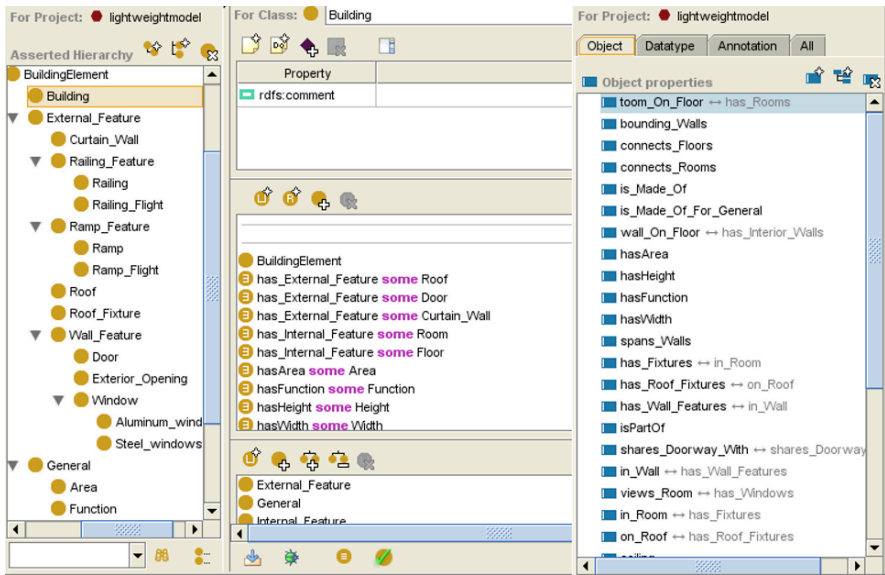 For Project: lightweightmodel
Asserted Hierarchy
BuildingElement
Building
External_Feature
Curtain_Wall
Railing_Feature
Railing
Railing_Flight
Ramp_Feature
Ramp
Ramp_Flight
Roof
Roof_Fixture
Wall_Feature
Door
Exterior_Opening
Window
Aluminum_wind
Steel_windows
General
Area
Function
For Class: Building
Property
rdfs:comment
BuildingElement
has_External_Feature some Roof
has_External_Feature some Door
has_External_Feature some Curtain_Wall
has_Internal_Feature some Room
has_Internal_Feature some Floor
hasArea some Area
hasFunction some Function
hasHeight some Height
hasWidth some Width
External_Feature
General
Internal_Feature
For Project: lightweightmodel
Object Datatype Annotation All
Object properties
toom_On_Floor ↔ has_Rooms
bounding_Walls
connects_Floors
connects_Rooms
is_Made_Of
is_Made_Of_For_General
wall_On_Floor ↔ has_Interior_Walls
hasArea
hasHeight
hasFunction
hasWidth
spans_Walls
has_Fixtures ↔ in_Room
has_Roof_Fixtures ↔ on_Roof
has_Wall_Features ↔ in_Wall
isPartOf
shares_Doorway_With ↔ shares_Doorway
in_Wall ↔ has_Wall_Features
views_Room ↔ has_Windows
in_Room ↔ has_Fixtures
on_Roof ↔ has_Roof_Fixtures